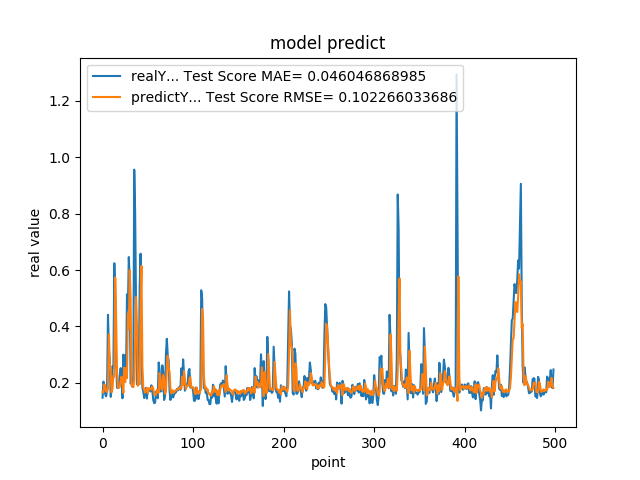 model predict
realY... Test Score MAE= 0.046046868985
predictY... Test Score RMSE= 0.102266033686
1.2
1.0
0.8
0.6
0.4
0.2
real value
0 100 200 300 400 500
point